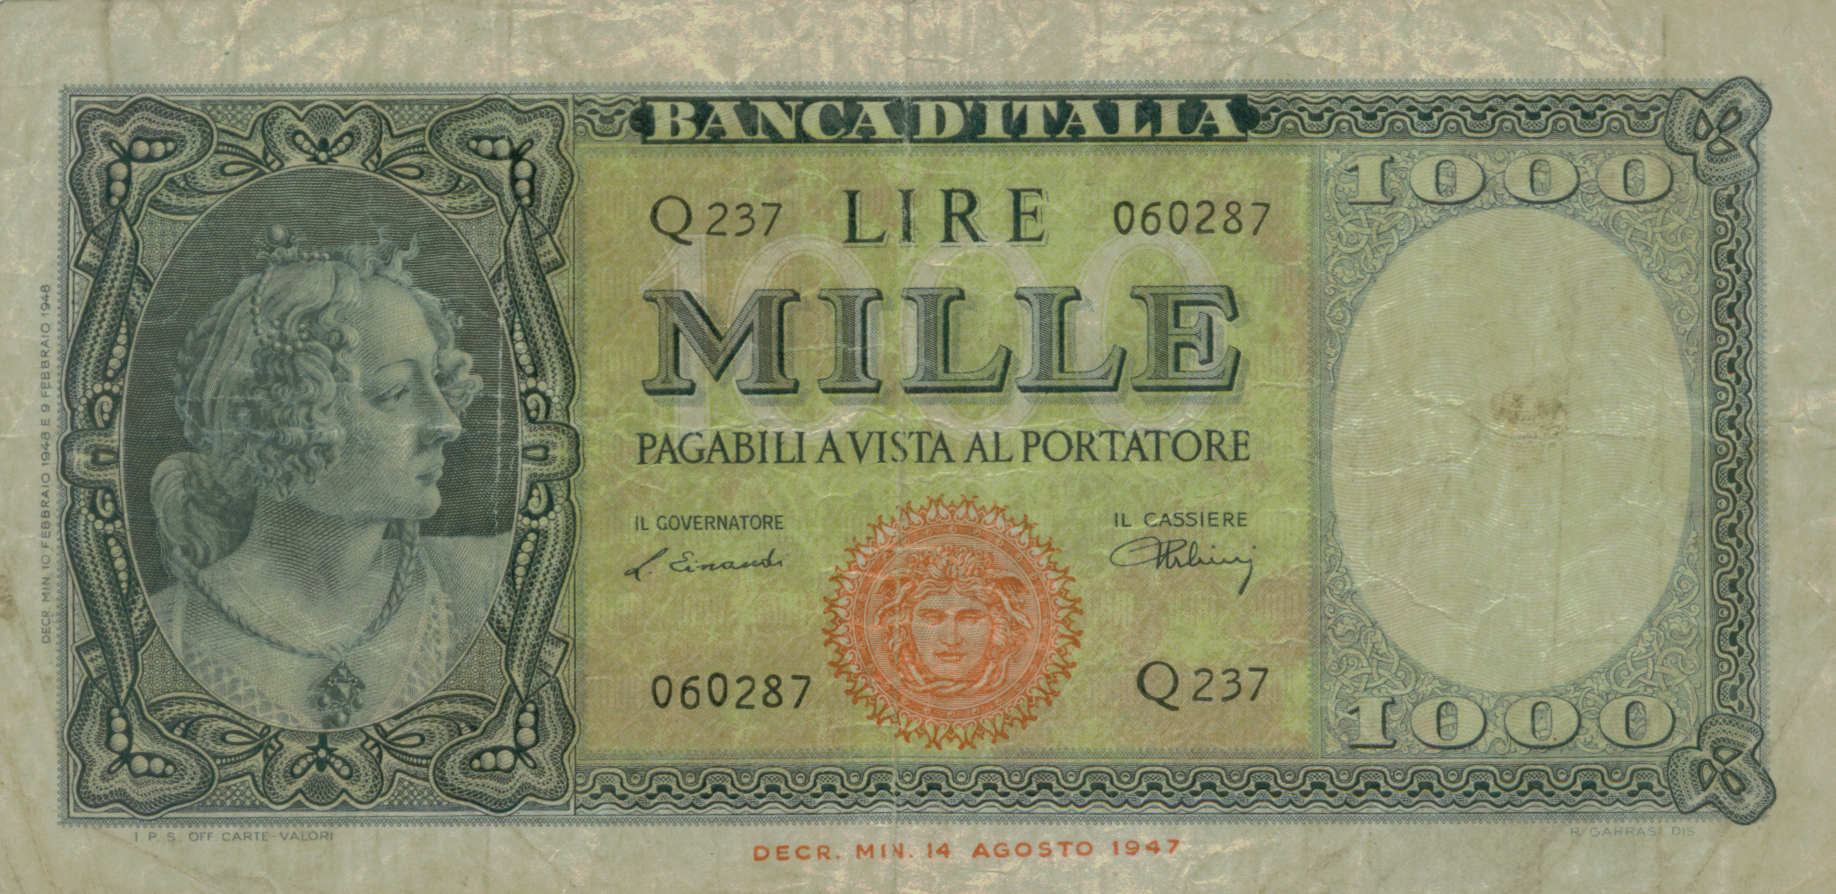 BANCA D'ITALIA
1000
Q 237 LIRE 060287
1000
MILLE
PAGABILI A VISTA AL PORTATORE
IL GOVERNATORE
IL CASSIERE
L. Einaudi
060287
Q 237
1000
DECR. MIN. 10 FEBBRAIO 1948 E 9 FEBBRAIO 1948
I. P. S. OFF. CARTE-VALORI
R. GARRASI DIS.
DECR. MIN. 14 AGOSTO 1947